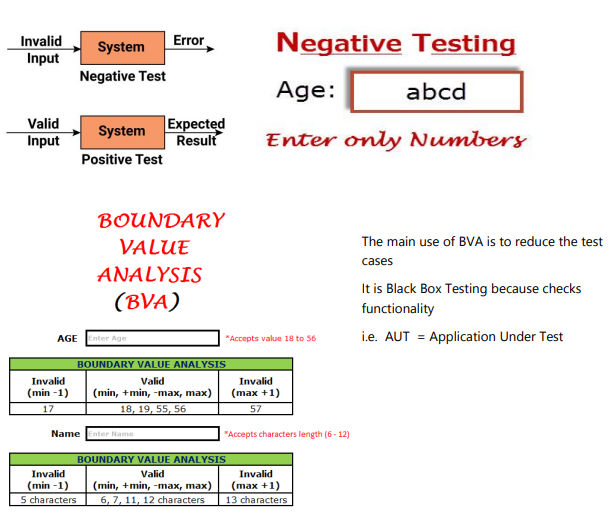 Invalid
Input
System
Error
Negative Test
Valid
Input
System
Expected
Result
Positive Test
Negative Testing
Age:
abcd
Enter only Numbers
BOUNDARY
VALUE
ANALYSIS
(BVA)
The main use of BVA is to reduce the test
cases
It is Black Box Testing because checks
functionality
i.e. AUT = Application Under Test
AGE Enter Age *Accepts value 18 to 56
BOUNDARY VALUE ANALYSIS
Invalid Valid Invalid
(min -1) (min, +min, -max, max) (max +1)
17 18, 19, 55, 56 57
Name Enter Name *Accepts characters length (6 - 12)
BOUNDARY VALUE ANALYSIS
Invalid Valid Invalid
(min -1) (min, +min, -max, max) (max +1)
5 characters 6, 7, 11, 12 characters 13 characters